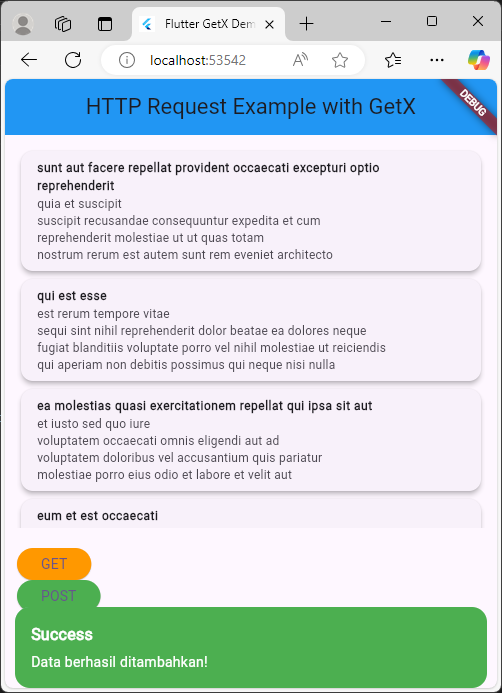 Flutter GetX Dem
localhost:53542
HTTP Request Example with GetX
DEBUG
sunt aut facere repellat provident occaecati excepturi optio
reprehenderit
quia et suscipit
suscipit recusandae consequuntur expedita et cum
reprehenderit molestiae ut ut quas totam
nostrum rerum est autem sunt rem eveniet architecto
qui est esse
est rerum tempore vitae
sequi sint nihil reprehenderit dolor beatae ea dolores neque
fugiat blanditiis voluptate porro vel nihil molestiae ut reiciendis
qui aperiam non debitis possimus qui neque nisi nulla
ea molestias quasi exercitationem repellat qui ipsa sit aut
et iusto sed quo iure
voluptatem occaecati omnis eligendi aut ad
voluptatem doloribus vel accusantium quis pariatur
molestiae porro eius odio et labore et velit aut
eum et est occaecati
GET
POST
Success
Data berhasil ditambahkan!